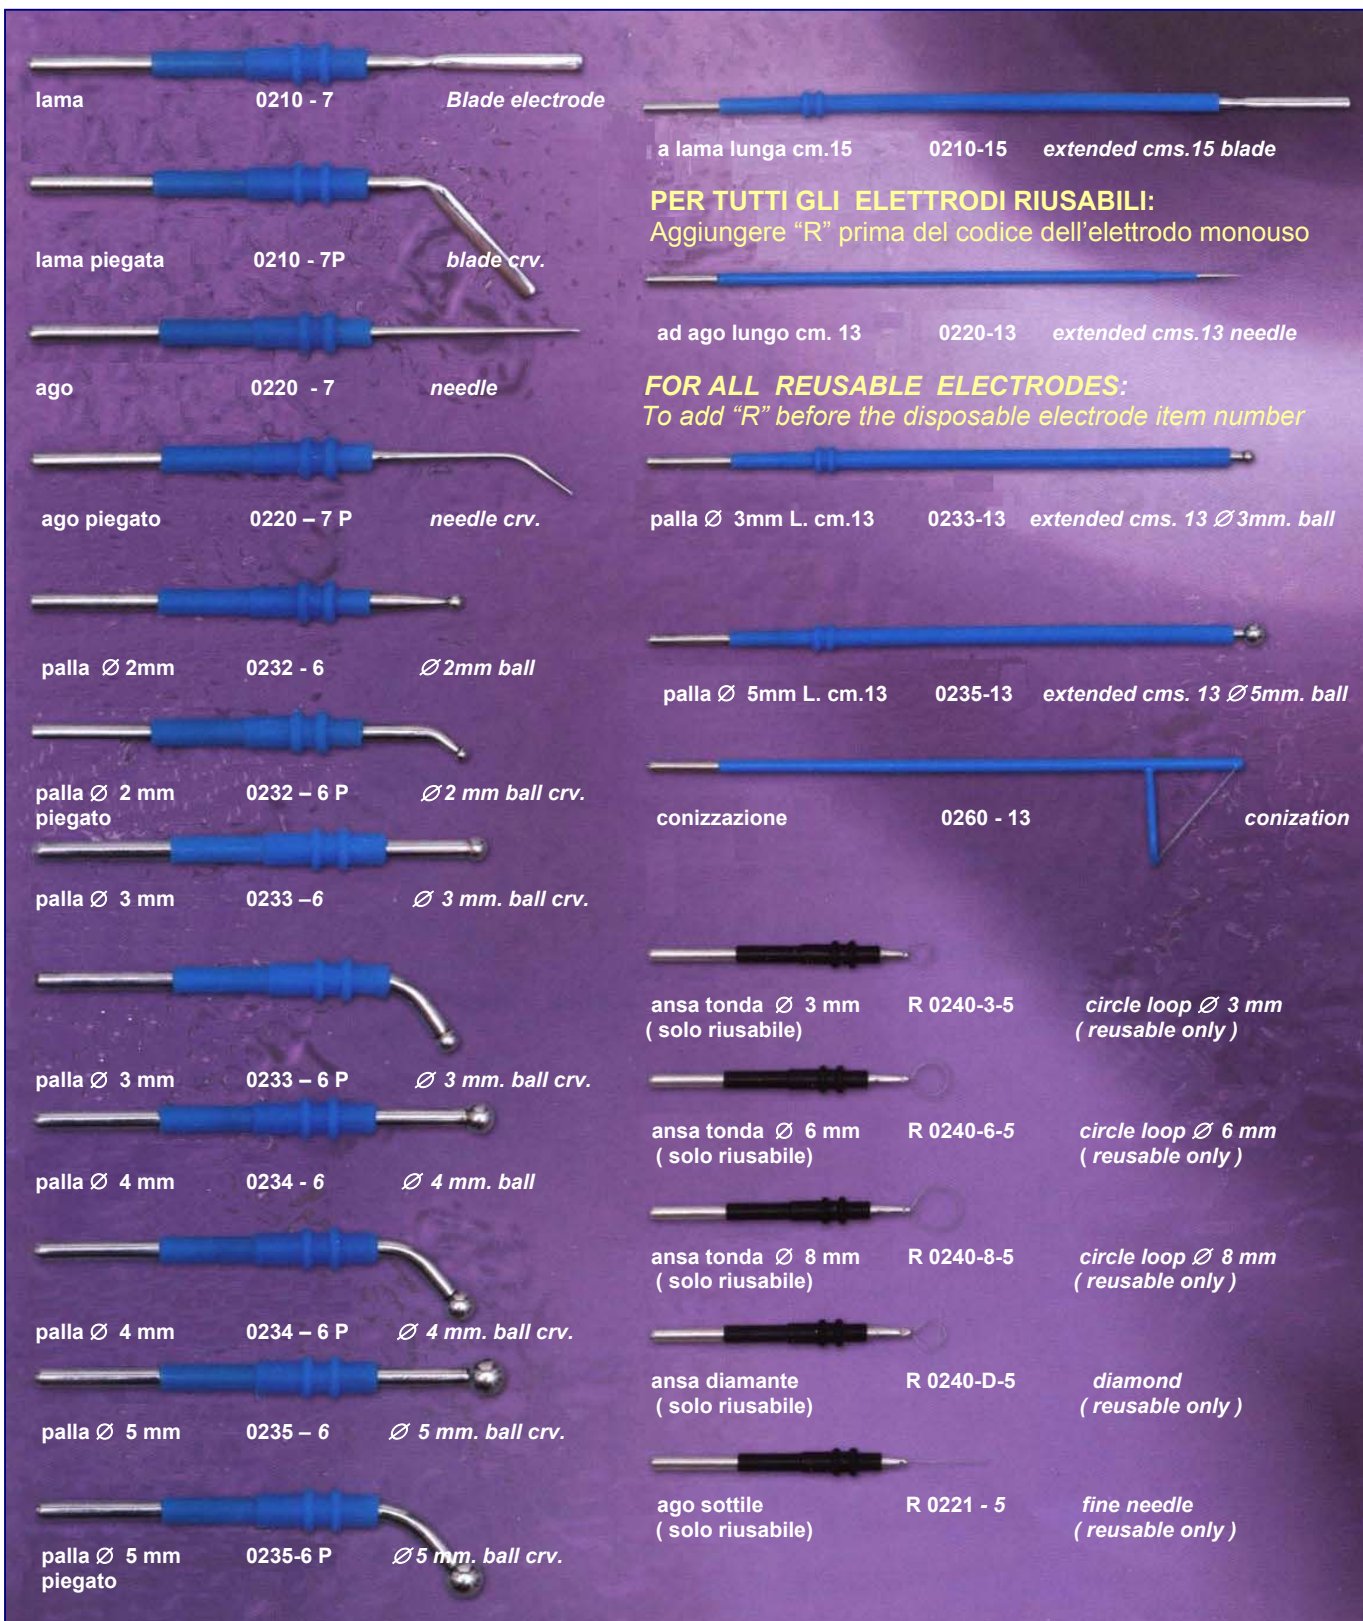 lama 0210 - 7 Blade electrode
lama piegata 0210 - 7P blade crv.
ago 0220 - 7 needle
ago piegato 0220 – 7 P needle crv.
palla ∅ 2mm 0232 - 6 ∅ 2mm ball
palla ∅ 2 mm 0232 – 6 P ∅ 2 mm ball crv.
piegato
palla ∅ 3 mm 0233 –6 ∅ 3 mm. ball crv.
palla ∅ 3 mm 0233 – 6 P ∅ 3 mm. ball crv.
palla ∅ 4 mm 0234 - 6 ∅ 4 mm. ball
palla ∅ 4 mm 0234 – 6 P ∅ 4 mm. ball crv.
palla ∅ 5 mm 0235 – 6 ∅ 5 mm. ball crv.
palla ∅ 5 mm 0235-6 P ∅ 5 mm. ball crv.
piegato
a lama lunga cm.15 0210-15 extended cms.15 blade
PER TUTTI GLI ELETTRODI RIUSABILI:
Aggiungere “R” prima del codice dell’elettrodo monouso
ad ago lungo cm. 13 0220-13 extended cms.13 needle
FOR ALL REUSABLE ELECTRODES:
To add “R” before the disposable electrode item number
palla ∅ 3mm L. cm.13 0233-13 extended cms. 13 ∅ 3mm. ball
palla ∅ 5mm L. cm.13 0235-13 extended cms. 13 ∅ 5mm. ball
conizzazione 0260 - 13 conization
ansa tonda ∅ 3 mm R 0240-3-5 circle loop ∅ 3 mm
( solo riusabile) ( reusable only )
ansa tonda ∅ 6 mm R 0240-6-5 circle loop ∅ 6 mm
( solo riusabile) ( reusable only )
ansa tonda ∅ 8 mm R 0240-8-5 circle loop ∅ 8 mm
( solo riusabile) ( reusable only )
ansa diamante R 0240-D-5 diamond
( solo riusabile) ( reusable only )
ago sottile R 0221 - 5 fine needle
( solo riusabile) ( reusable only )